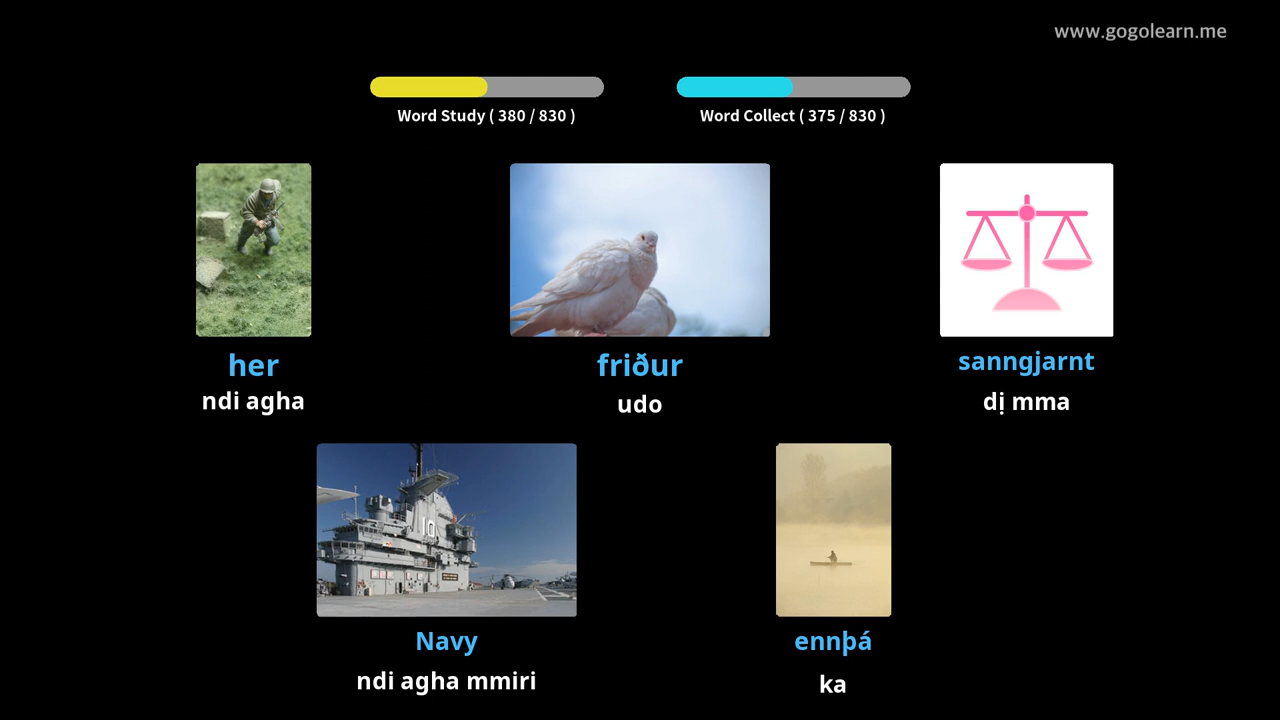 www.gogolearn.me
Word Study ( 380 / 830 )
Word Collect ( 375 / 830 )
her
ndi agha
friður
udo
sanngjarnt
dị mma
10
Navy
ndi agha mmiri
ennþá
ka